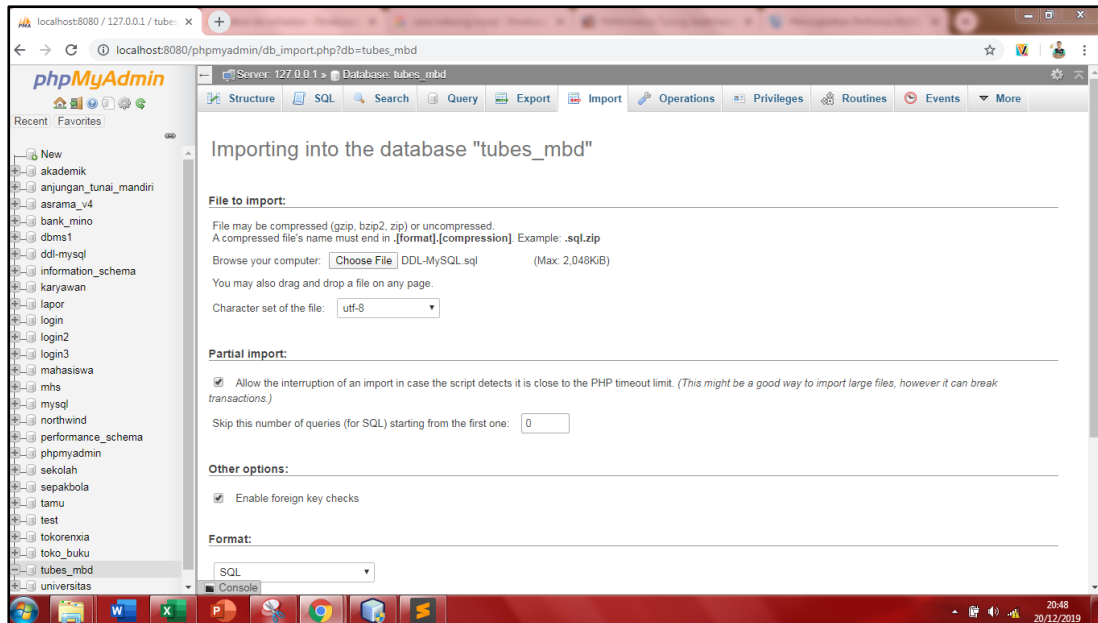 localhost:8080 / 127.0.0.1 / tubes
localhost:8080/phpmyadmin/db_import.php?db=tubes_mbd
phpMyAdmin
Recent Favorites
New
akademik
anjungan_tunai_mandiri
asrama_v4
bank_mino
dbms1
ddl-mysql
information_schema
karyawan
lapor
login
login2
login3
mahasiswa
mhs
mysql
northwind
performance_schema
phpmyadmin
sekolah
sepakbola
tamu
test
tokorenxia
toko_buku
tubes_mbd
universitas
Server: 127.0.0.1 » Database: tubes_mbd
Structure SQL Search Query Export Import Operations Privileges Routines Events More
Importing into the database "tubes_mbd"
File to import:
File may be compressed (gzip, bzip2, zip) or uncompressed.
A compressed file's name must end in .[format].[compression]. Example: .sql.zip
Browse your computer: Choose File DDL-MySQL.sql (Max: 2,048KiB)
You may also drag and drop a file on any page.
Character set of the file: utf-8
Partial import:
Allow the interruption of an import in case the script detects it is close to the PHP timeout limit. (This might be a good way to import large files, however it can break
transactions.)
Skip this number of queries (for SQL) starting from the first one: 0
Other options:
Enable foreign key checks
Format:
SQL
Console
20:48
20/12/2019